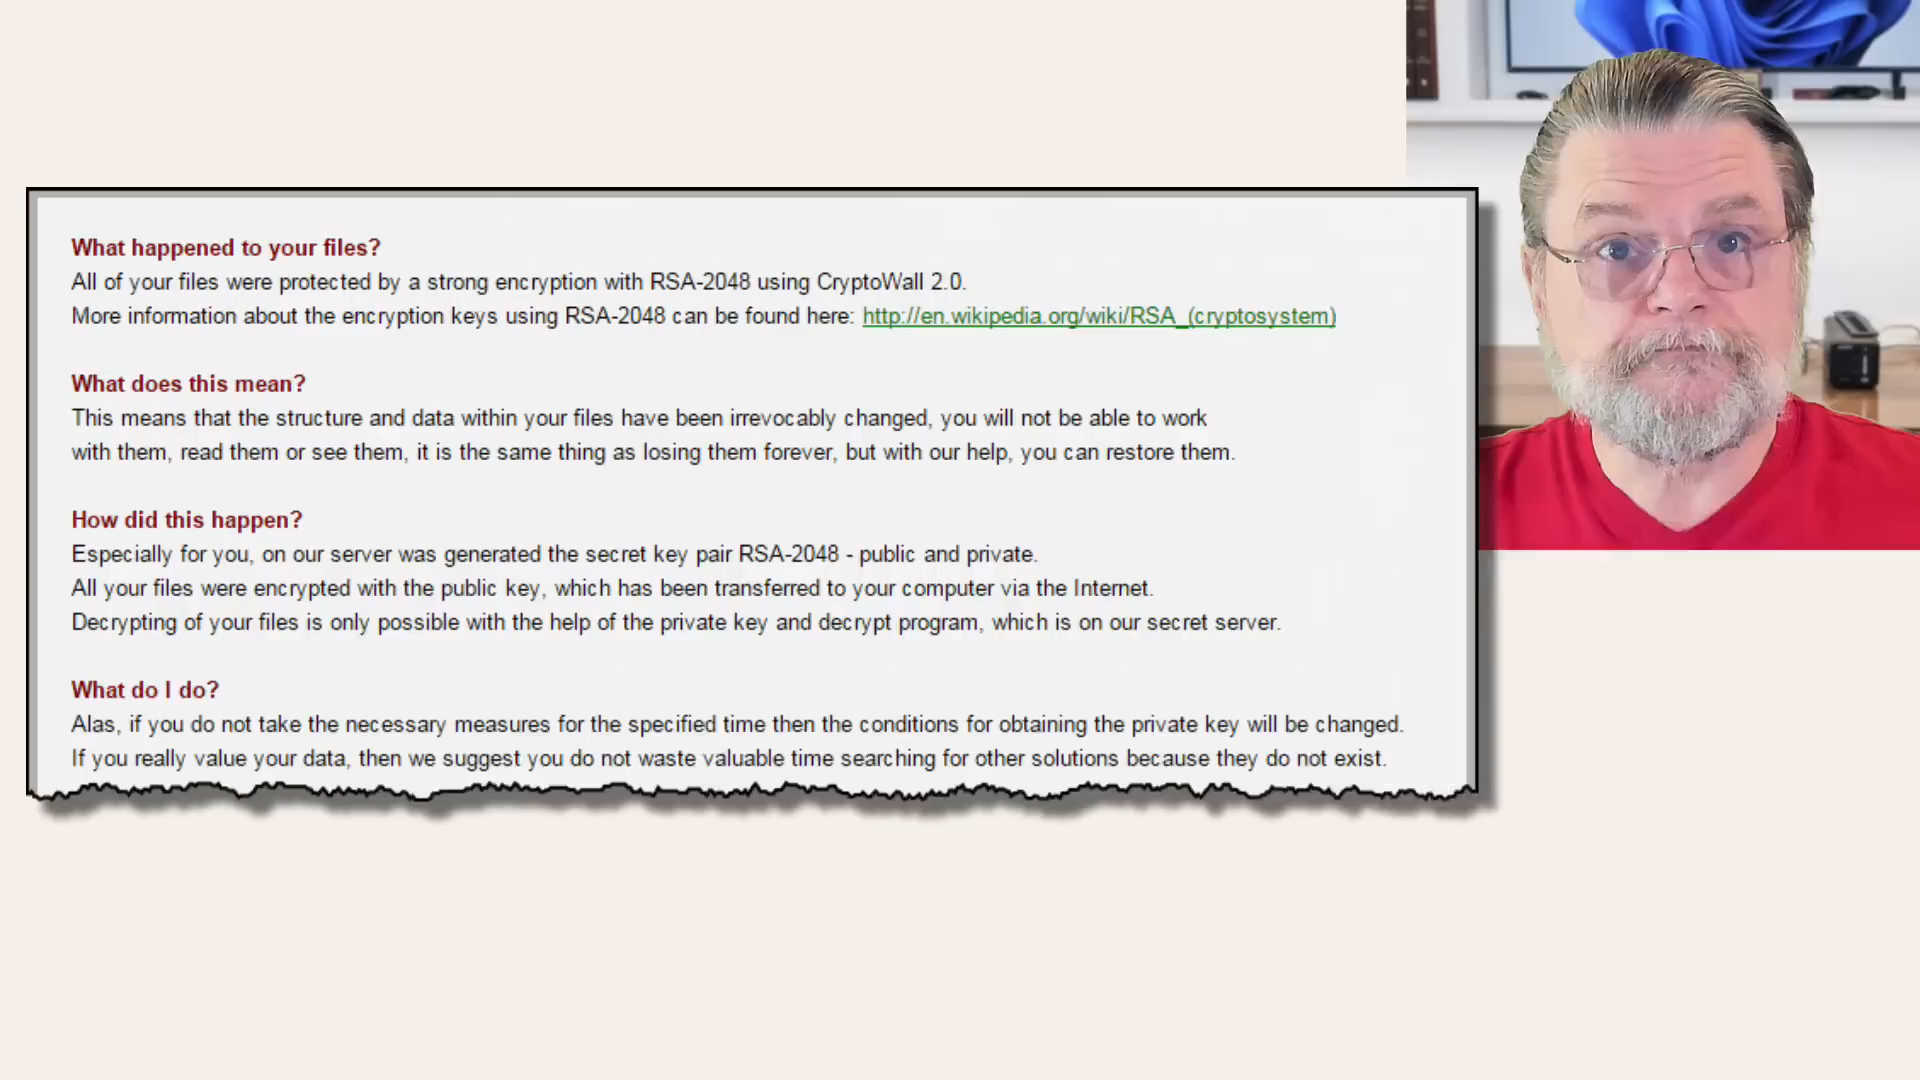 What happened to your files?
All of your files were protected by a strong encryption with RSA-2048 using CryptoWall 2.0.
More information about the encryption keys using RSA-2048 can be found here: http://en.wikipedia.org/wiki/RSA_(cryptosystem)
What does this mean?
This means that the structure and data within your files have been irrevocably changed, you will not be able to work
with them, read them or see them, it is the same thing as losing them forever, but with our help, you can restore them.
How did this happen?
Especially for you, on our server was generated the secret key pair RSA-2048 - public and private.
All your files were encrypted with the public key, which has been transferred to your computer via the Internet.
Decrypting of your files is only possible with the help of the private key and decrypt program, which is on our secret server.
What do I do?
Alas, if you do not take the necessary measures for the specified time then the conditions for obtaining the private key will be changed.
If you really value your data, then we suggest you do not waste valuable time searching for other solutions because they do not exist.